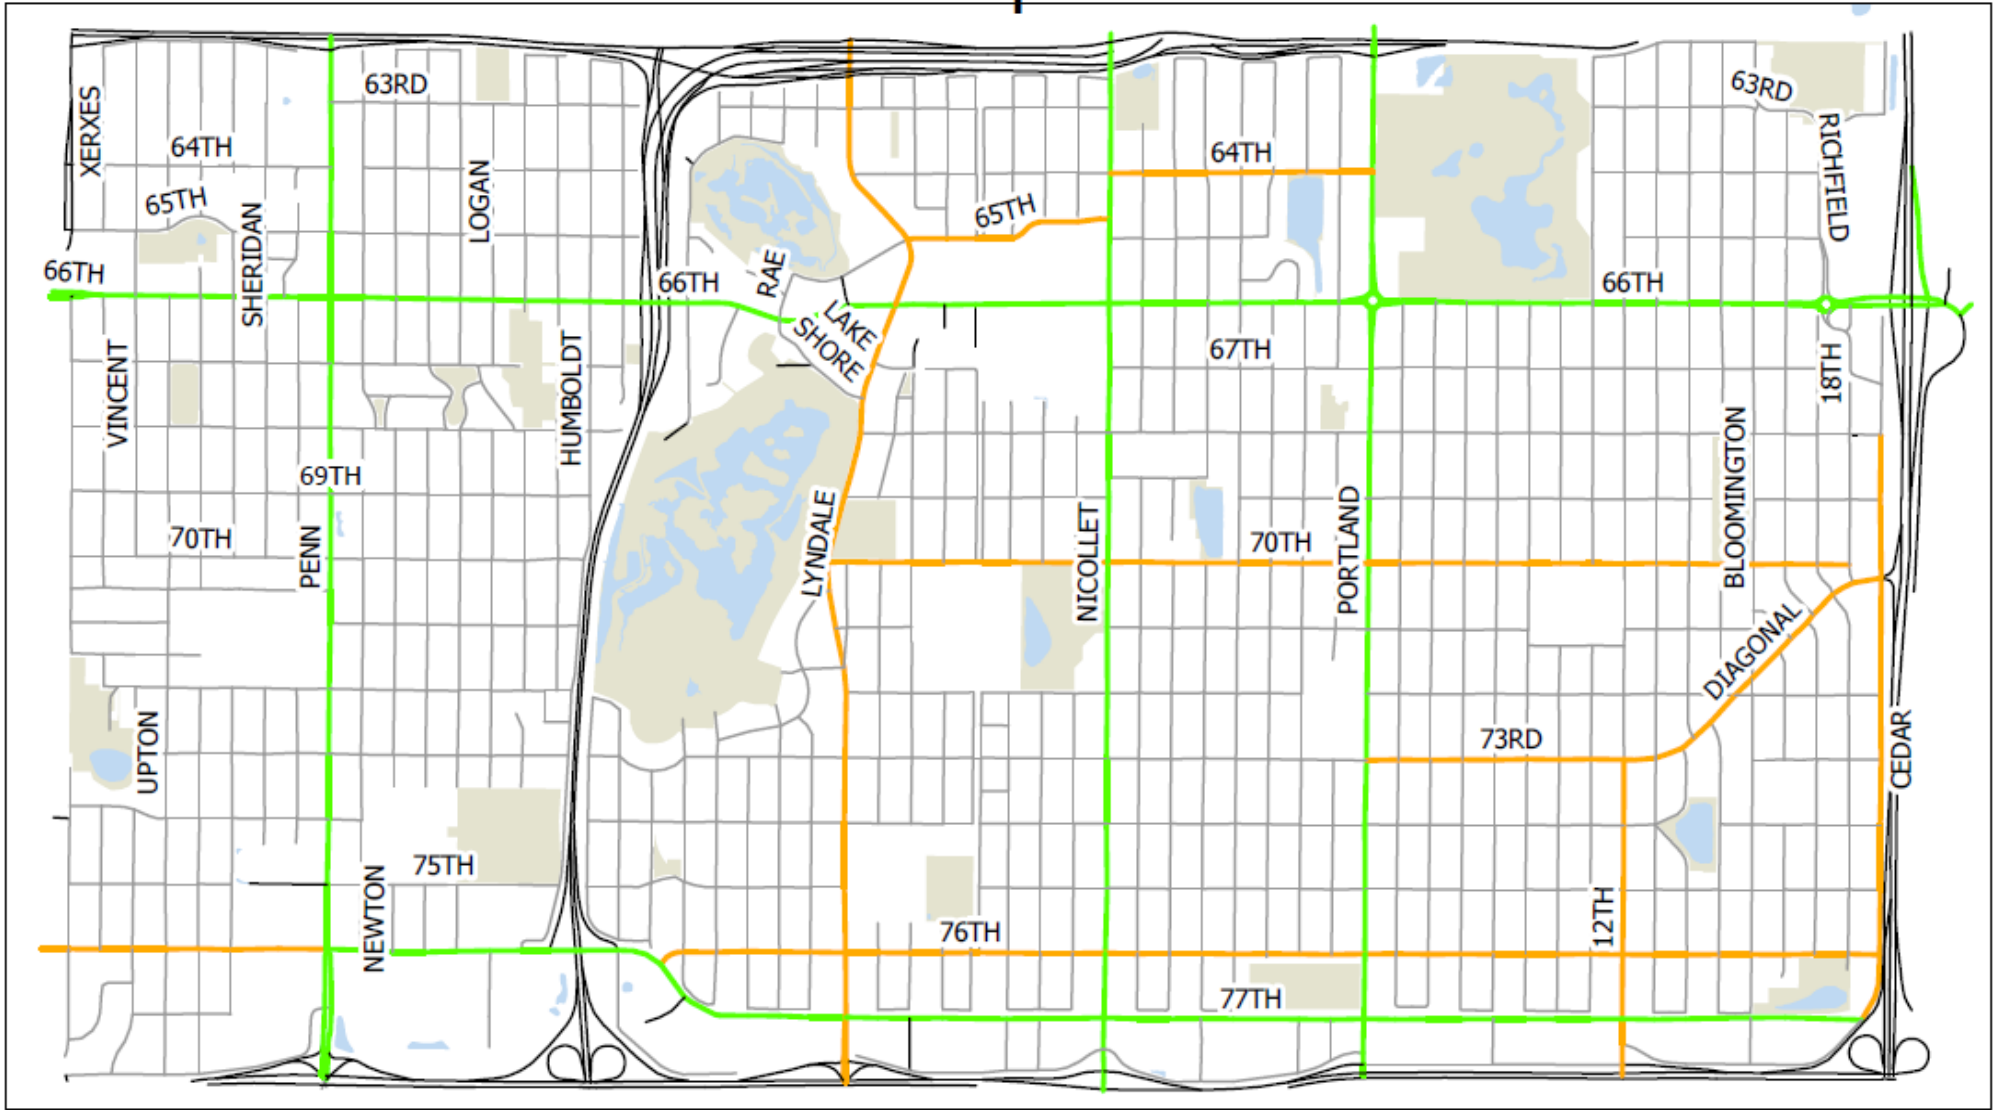 63RD
63RD
XERXES
64TH
64TH
RICHFIELD
LOGAN
65TH
65TH
SHERIDAN
RAE
66TH
66TH
66TH
LAKE
SHORE
67TH
VINCENT
HUMBOLDT
18TH
69TH
BLOOMINGTON
70TH
PENN
LYNDALE
NICOLLET
70TH
PORTLAND
DIAGONAL
UPTON
73RD
CEDAR
75TH
NEWTON
76TH
12TH
77TH